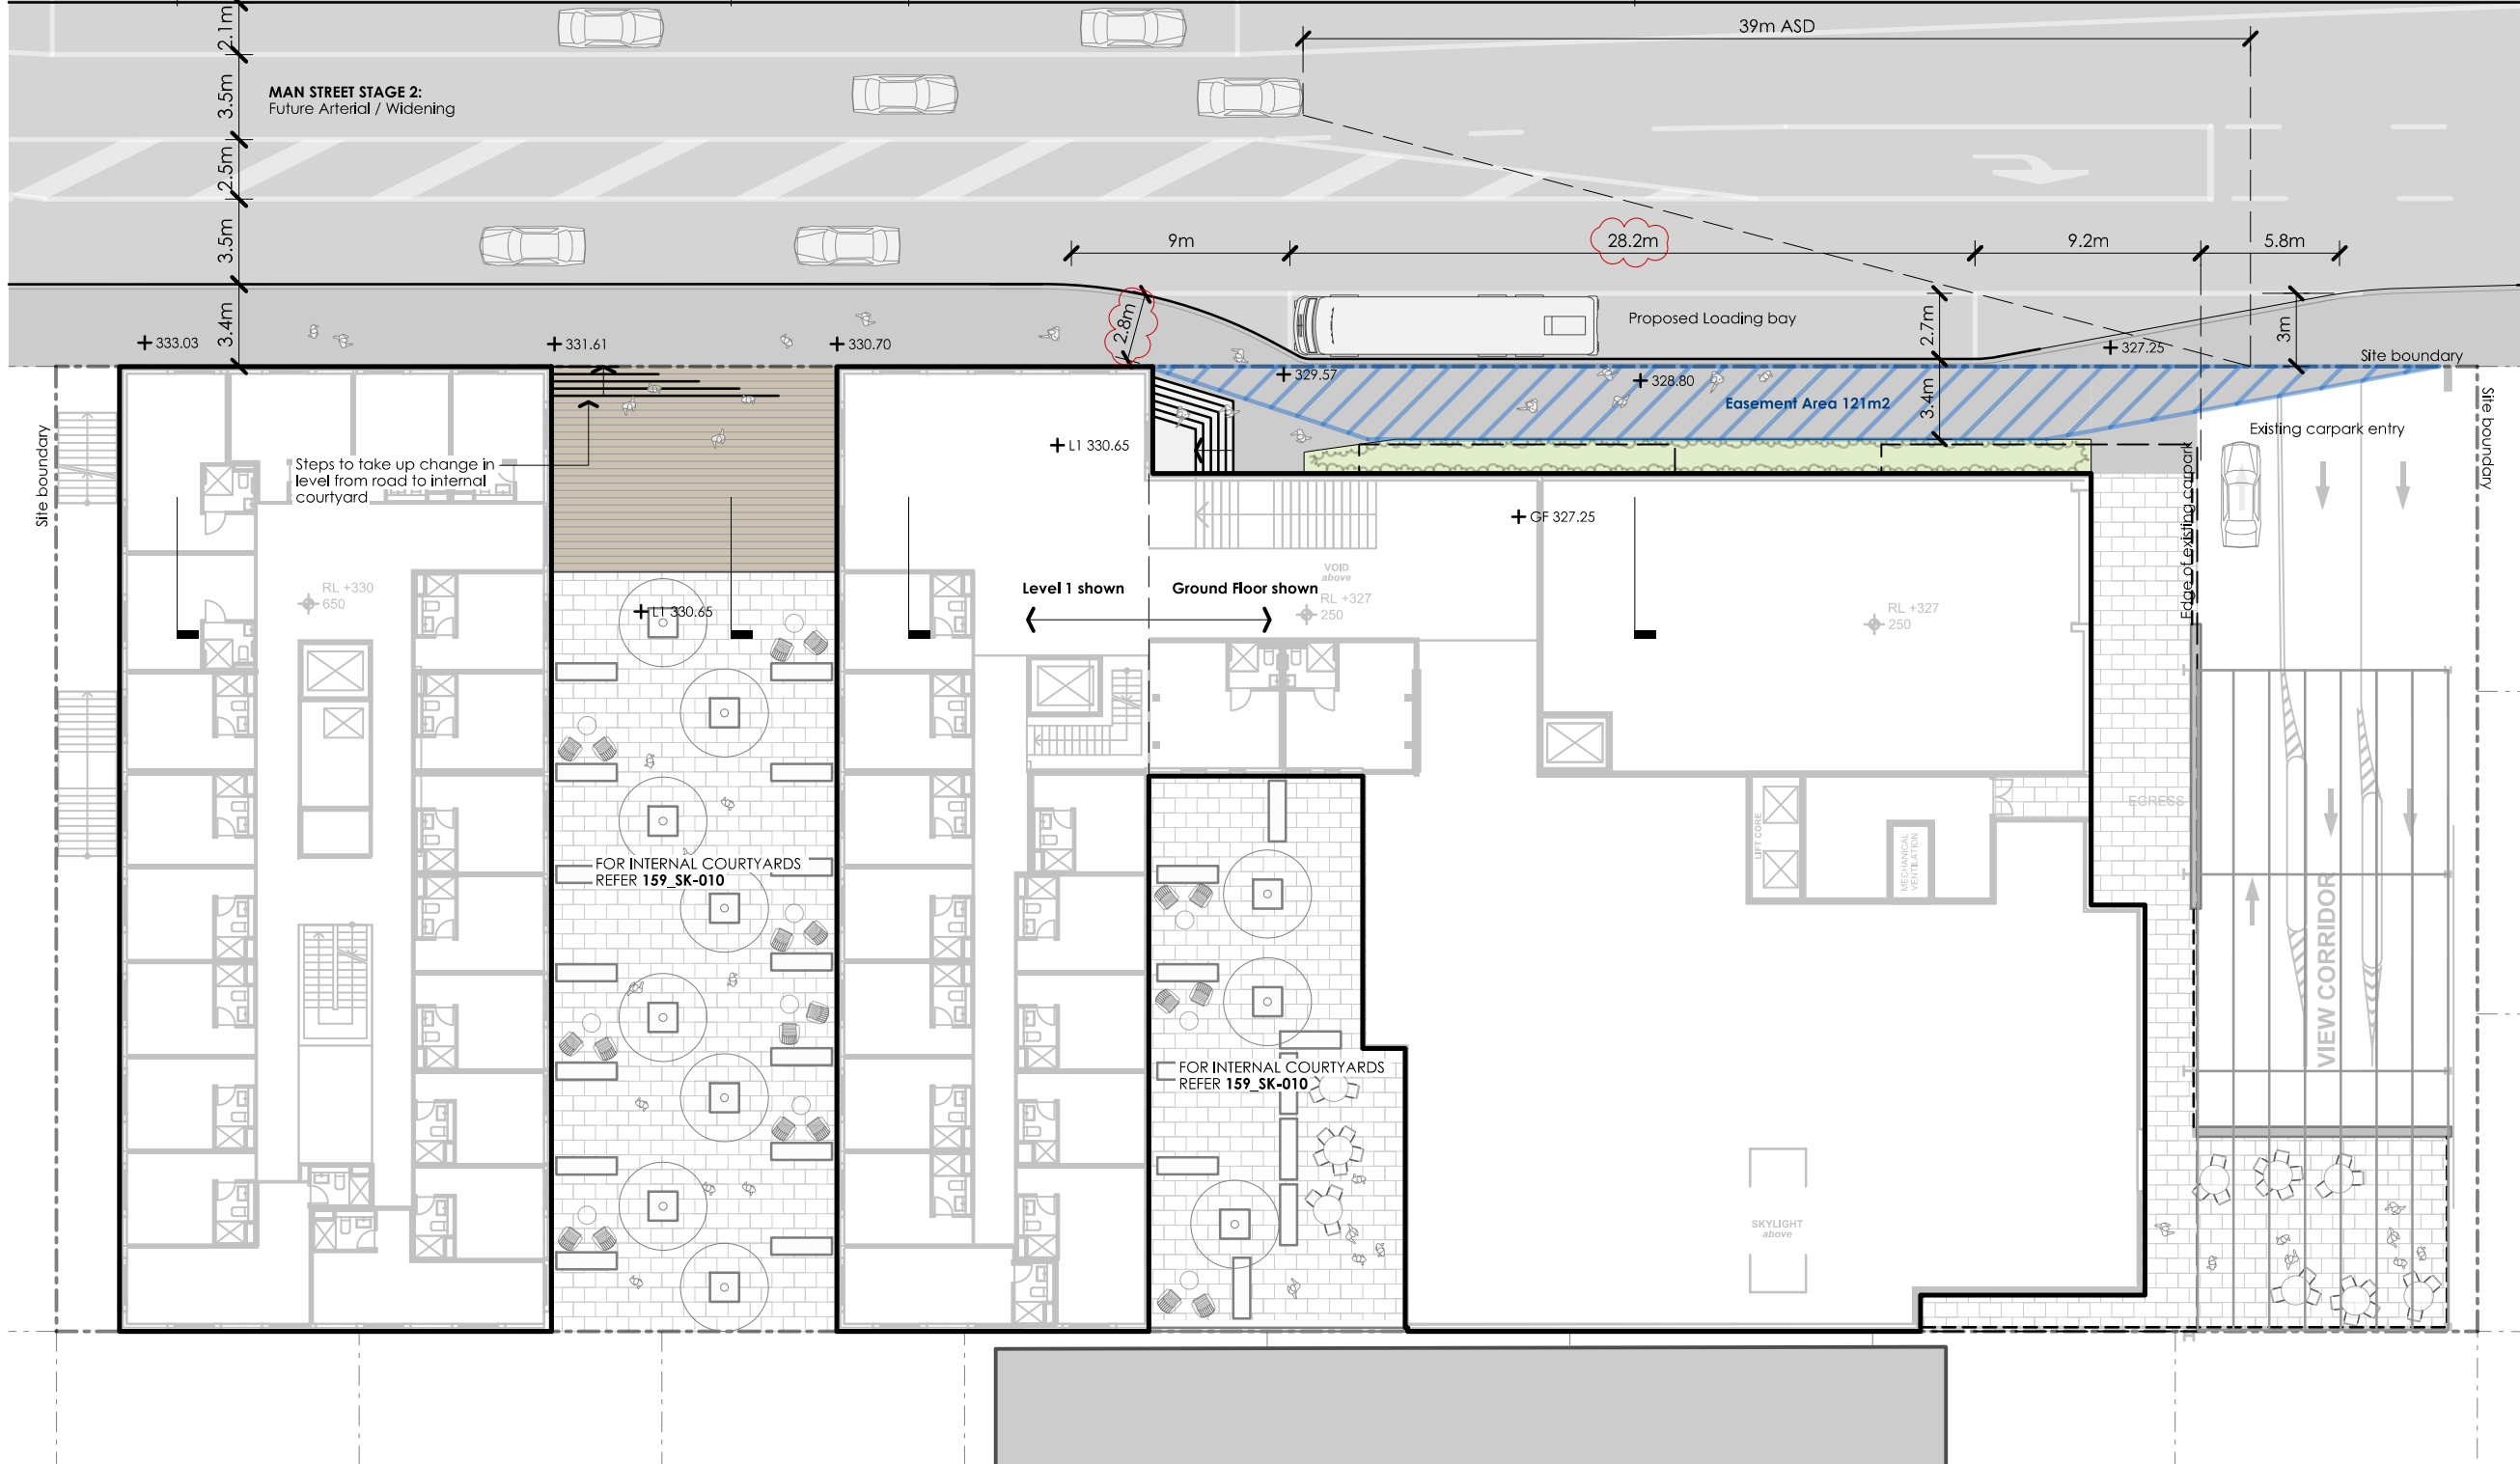 39m ASD
2.1m
3.5m
MAN STREET STAGE 2:
Future Arterial / Widening
2.5m
3.5m
9m
28.2m
9.2m
5.8m
3.4m
2.8m
Proposed Loading bay
2.7m
3m
333.03
331.61
330.70
327.25
Site boundary
329.57
328.80
Easement Area 121m2
3.4m
Site boundary
Site boundary
Existing carpark entry
L1 330.65
Steps to take up change in
level from road to internal
courtyard
GF 327.25
Edge of existing carpark
VOID
above
Level 1 shown
Ground Floor shown
RL +330
650
L1 330.65
RL +327
250
RL +327
250
EGRESS
LIFT CORE
MECHANICAL
VENTILATION
FOR INTERNAL COURTYARDS
REFER 159_SK-010
VIEW CORRIDOR
FOR INTERNAL COURTYARDS
REFER 159_SK-010
SKYLIGHT
above